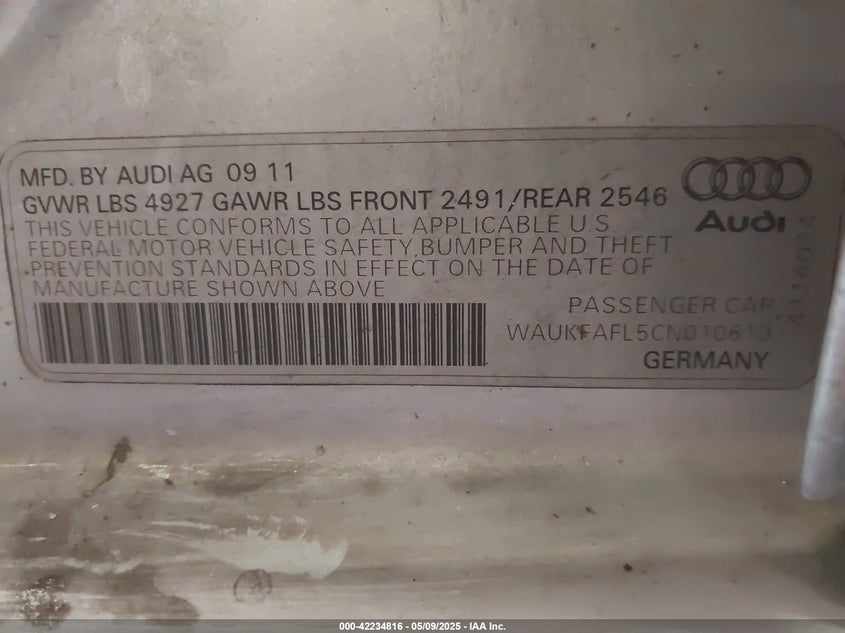 MFD. BY AUDI AG 09 11
GVWR LBS 4927 GAWR LBS FRONT 2491/REAR 2546
THIS VEHICLE CONFORMS TO ALL APPLICABLE U S
FEDERAL MOTOR VEHICLE SAFETY, BUMPER AND THEFT
PREVENTION STANDARDS IN EFFECT ON THE DATE OF
MANUFACTURE SHOWN ABOVE
Audi
PASSENGER CAR
WAUKFAFL5CN010610
GERMANY
000-42234816 - 05/09/2025 - IAA Inc.